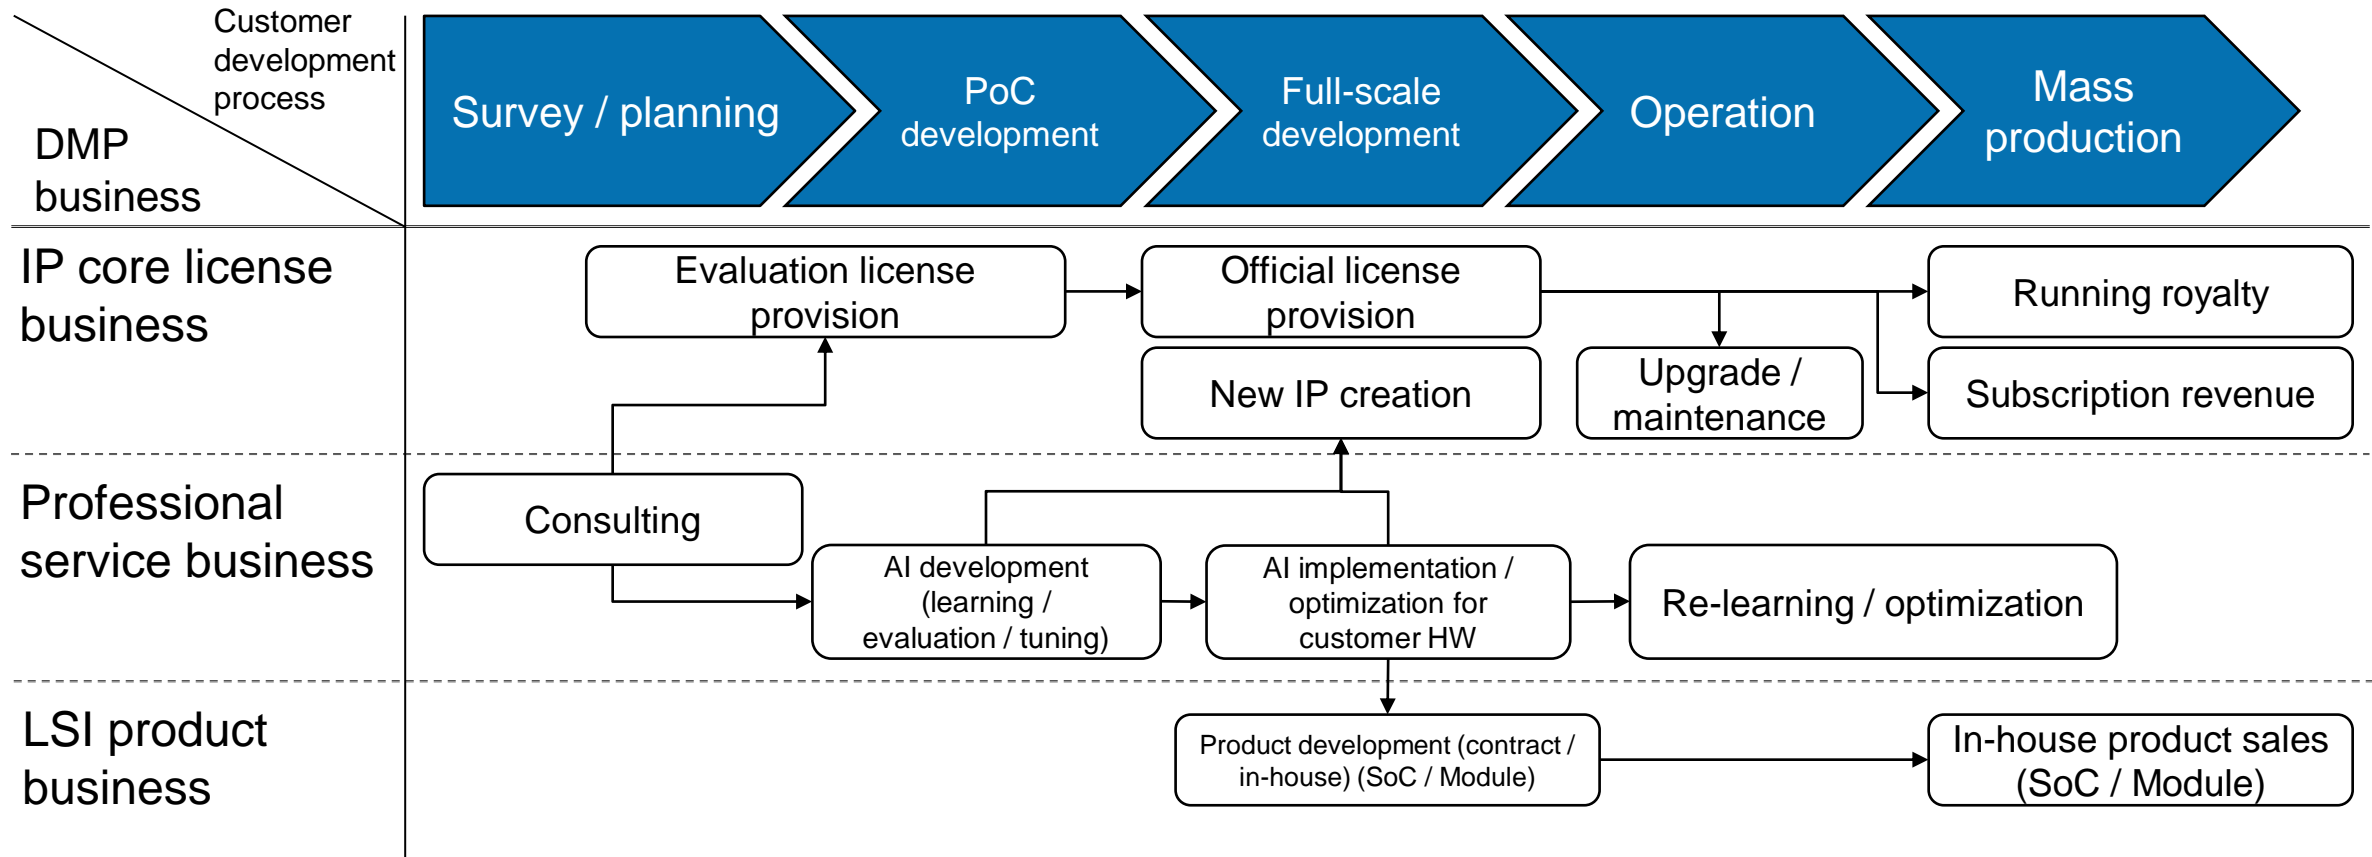 Customer
development
process
DMP
business
Survey / planning
PoC
development
Full-scale
development
Operation
Mass
production
IP core license
business
Evaluation license
provision
Official license
provision
Running royalty
New IP creation
Upgrade /
maintenance
Subscription revenue
Professional
service business
Consulting
AI development
(learning /
evaluation / tuning)
AI implementation /
optimization for
customer HW
Re-learning / optimization
LSI product
business
Product development (contract /
in-house) (SoC / Module)
In-house product sales
(SoC / Module)